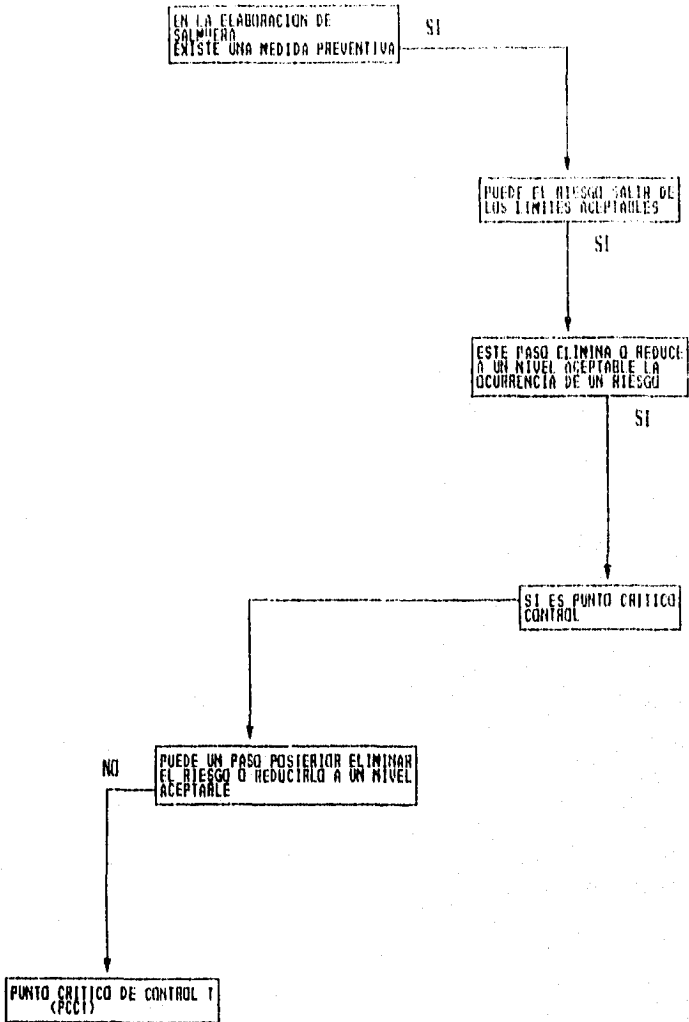 EN LA ELABORACION DE
SALMUERA
EXISTE UNA MEDIDA PREVENTIVA
SI
PUEDE EL RIESGO SALIR DE
LOS LIMITES ACEPTABLES
SI
ESTE PASO ELIMINA O REDUCE
A UN NIVEL ACEPTABLE LA
OCURRENCIA DE UN RIESGO
SI
SI ES PUNTO CRITICO
CONTROL
PUEDE UN PASO POSTERIOR ELIMINAR
EL RIESGO O REDUCIRLO A UN NIVEL
ACEPTABLE
NO
PUNTO CRITICO DE CONTROL